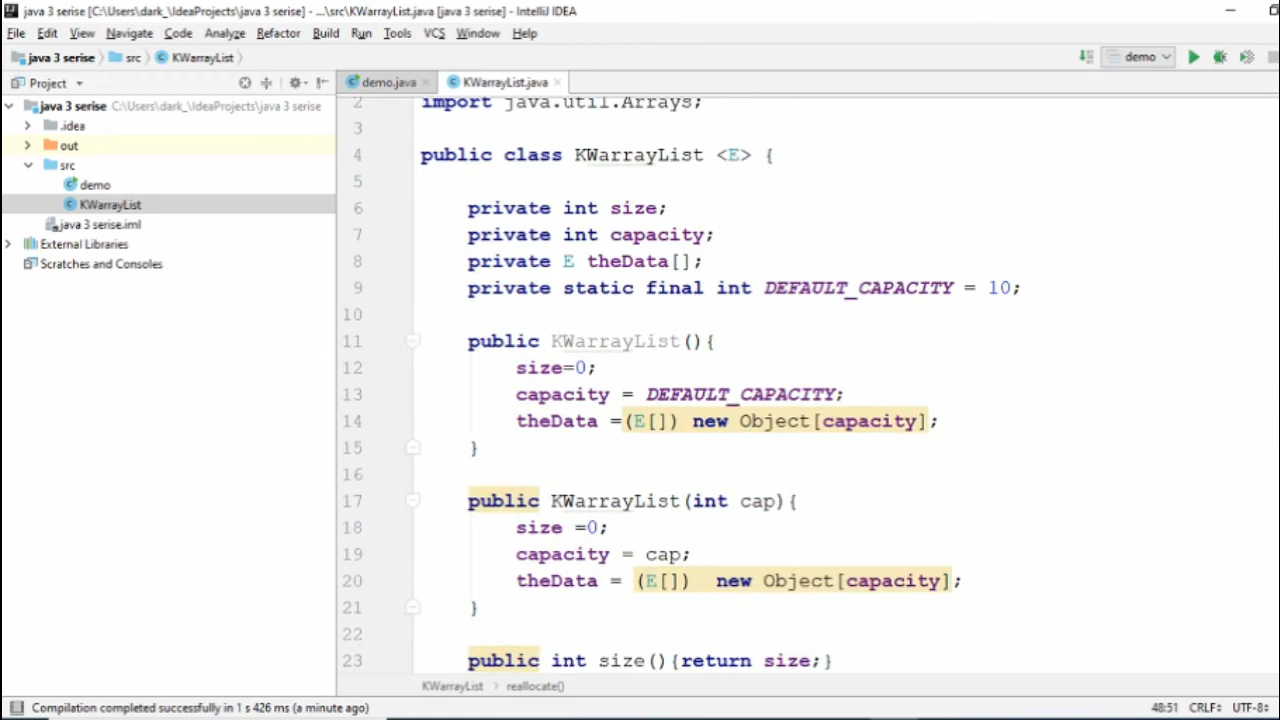 java 3 serise [C:\Users\dark_\IdeaProjects\java 3 serise] - ...\src\KWarrayList.java [java 3 serise] - IntelliJ IDEA
File Edit View Navigate Code Analyze Refactor Build Run Tools VCS Window Help
java 3 serise src KWarrayList demo
Project demo.java KWarrayList.java
java 3 serise C:\Users\dark_\IdeaProjects\java 3 serise
.idea
out
src
demo
KWarrayList
java 3 serise.iml
External Libraries
Scratches and Consoles
2 import java.util.Arrays;
3
4 public class KWarrayList <E> {
5
6 private int size;
7 private int capacity;
8 private E theData[];
9 private static final int DEFAULT_CAPACITY = 10;
10
11 public KWarrayList(){
12 size=0;
13 capacity = DEFAULT_CAPACITY;
14 theData =(E[]) new Object[capacity];
15 }
16
17 public KWarrayList(int cap){
18 size =0;
19 capacity = cap;
20 theData = (E[]) new Object[capacity];
21 }
22
23 public int size(){return size;}
KWarrayList reallocate()
Compilation completed successfully in 1 s 426 ms (a minute ago) 48:51 CRLF UTF-8